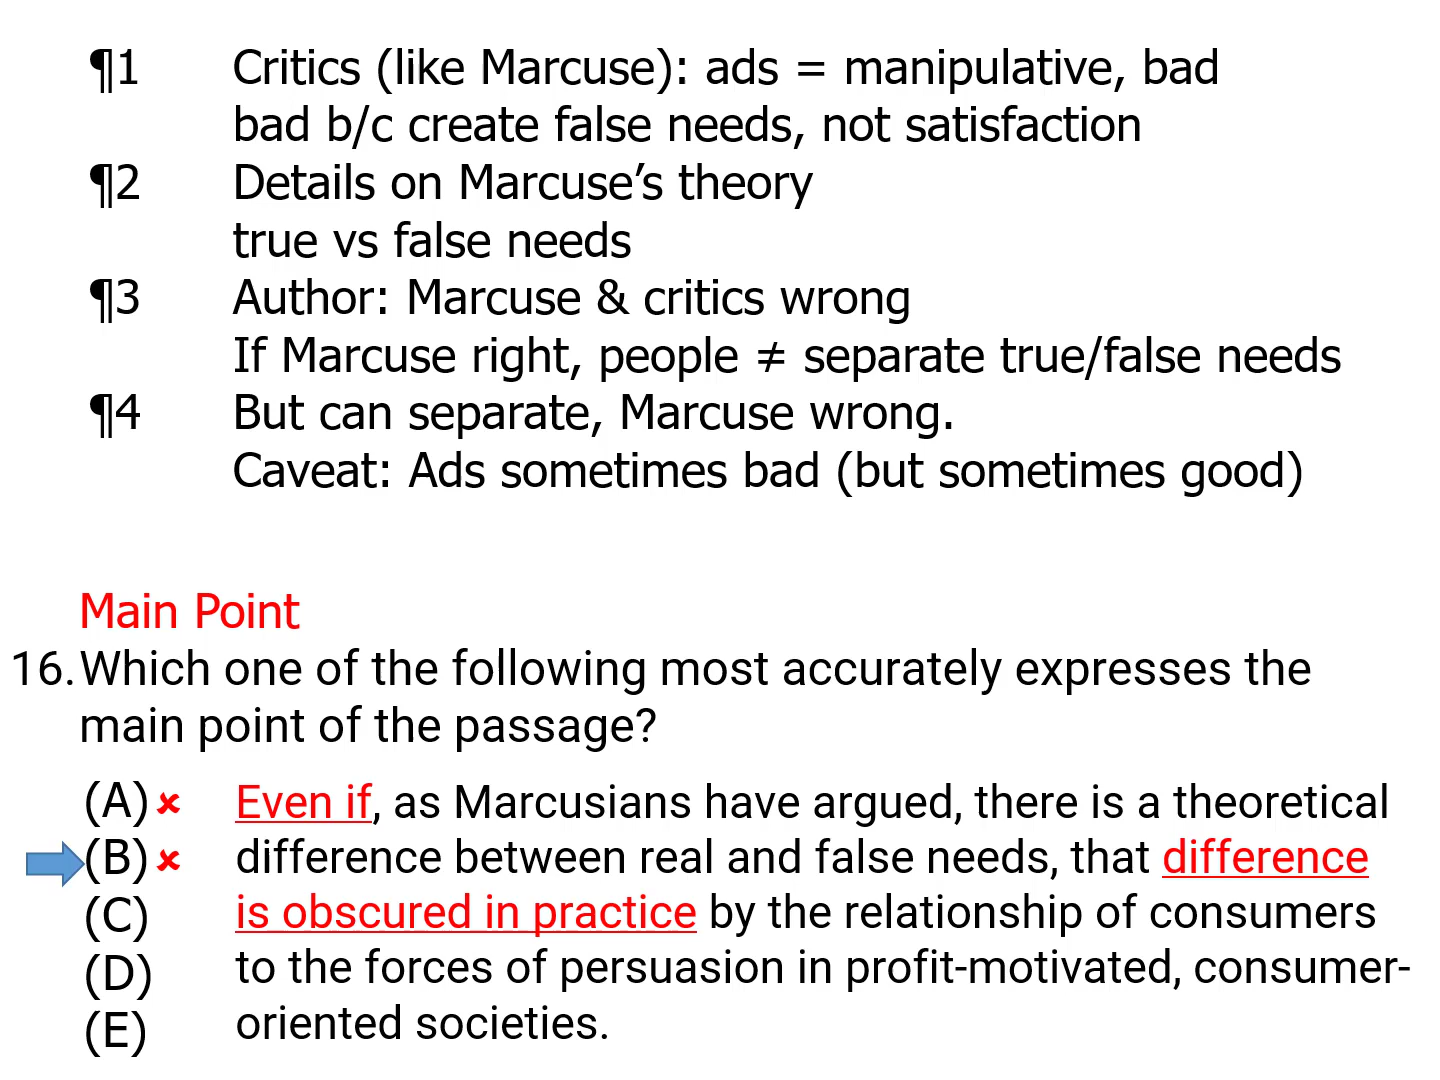 ¶1 Critics (like Marcuse): ads = manipulative, bad
bad b/c create false needs, not satisfaction
¶2 Details on Marcuse’s theory
true vs false needs
¶3 Author: Marcuse & critics wrong
If Marcuse right, people ≠ separate true/false needs
¶4 But can separate, Marcuse wrong.
Caveat: Ads sometimes bad (but sometimes good)
Main Point
16. Which one of the following most accurately expresses the
main point of the passage?
(A) ✘ Even if, as Marcusians have argued, there is a theoretical
(B) ✘ difference between real and false needs, that difference
(C) is obscured in practice by the relationship of consumers
(D) to the forces of persuasion in profit-motivated, consumer-
(E) oriented societies.